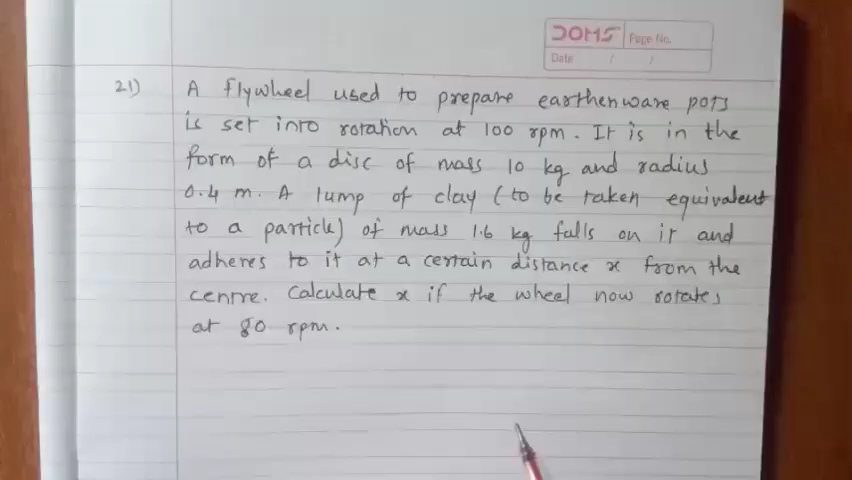 DOMS Page No.
Date / /
21) A flywheel used to prepare earthenware pots
is set into rotation at 100 rpm. It is in the
form of a disc of mass 10 kg and radius
0.4 m. A lump of clay (to be taken equivalent
to a particle) of mass 1.6 kg falls on it and
adheres to it at a certain distance x from the
centre. Calculate x if the wheel now rotates
at 80 rpm.